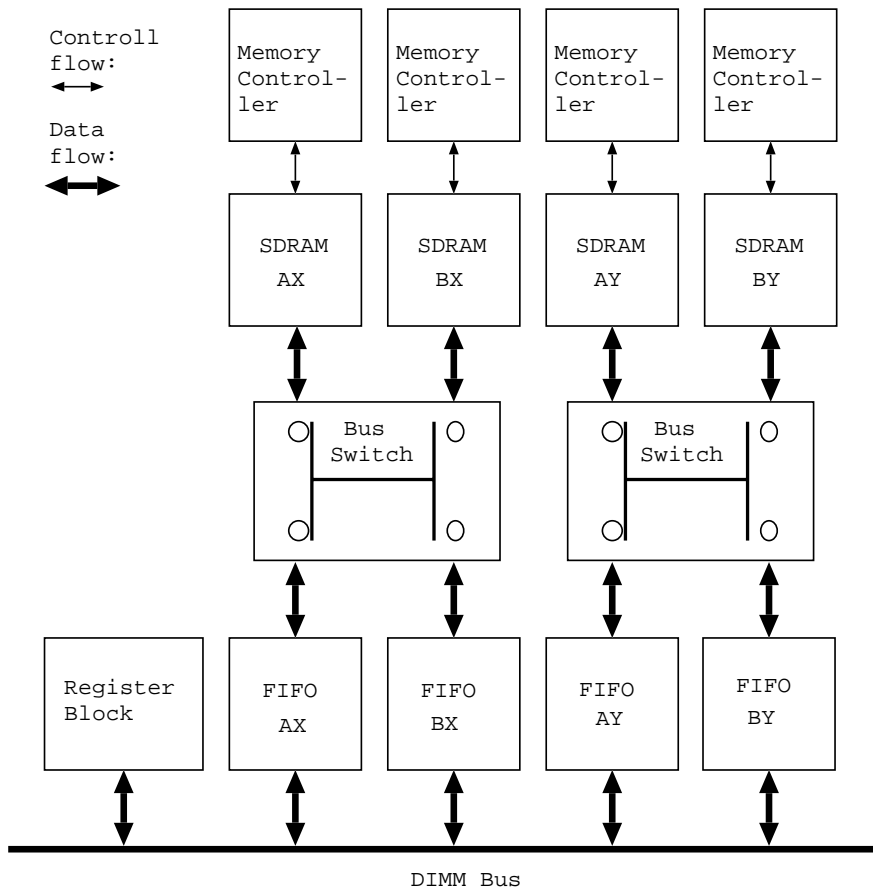 Controll
flow:
Data
flow:
Memory
Control-
ler
Memory
Control-
ler
Memory
Control-
ler
Memory
Control-
ler
SDRAM
AX
SDRAM
BX
SDRAM
AY
SDRAM
BY
Bus
Switch
Bus
Switch
Register
Block
FIFO
AX
FIFO
BX
FIFO
AY
FIFO
BY
DIMM Bus